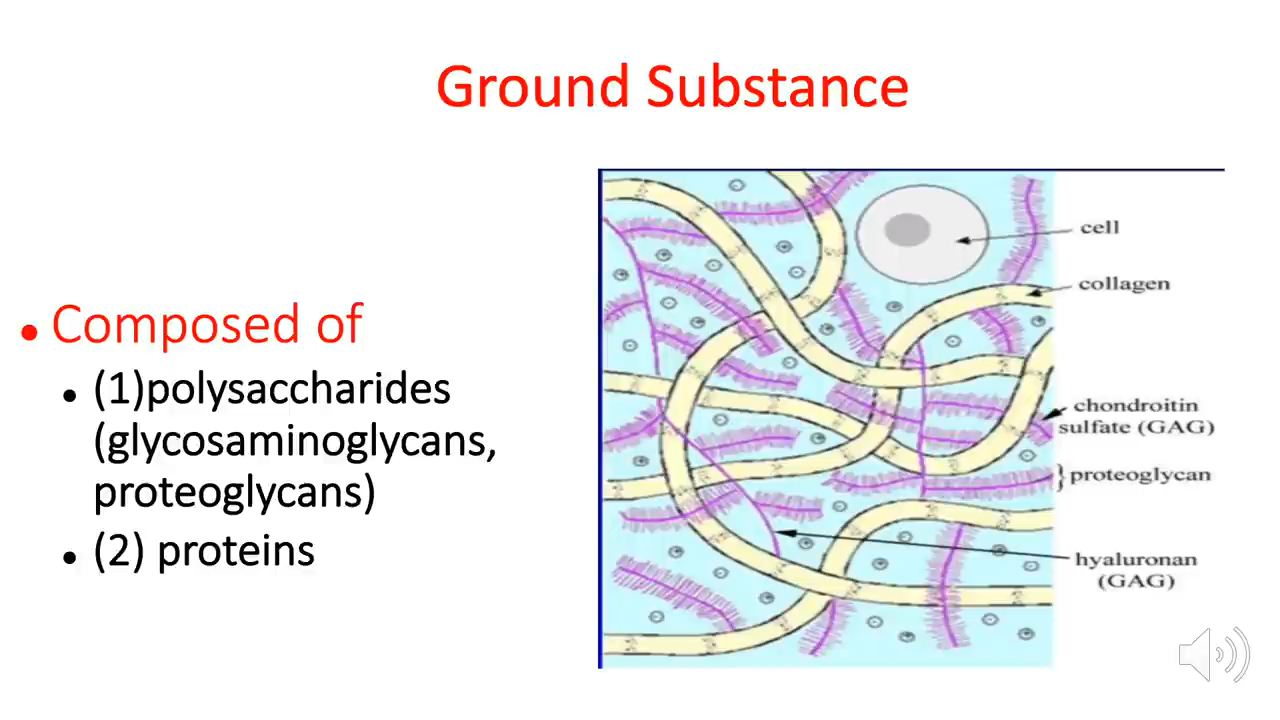 Ground Substance
• Composed of
• (1)polysaccharides
(glycosaminoglycans,
proteoglycans)
• (2) proteins
cell
collagen
chondroitin
sulfate (GAG)
proteoglycan
hyaluronan
(GAG)